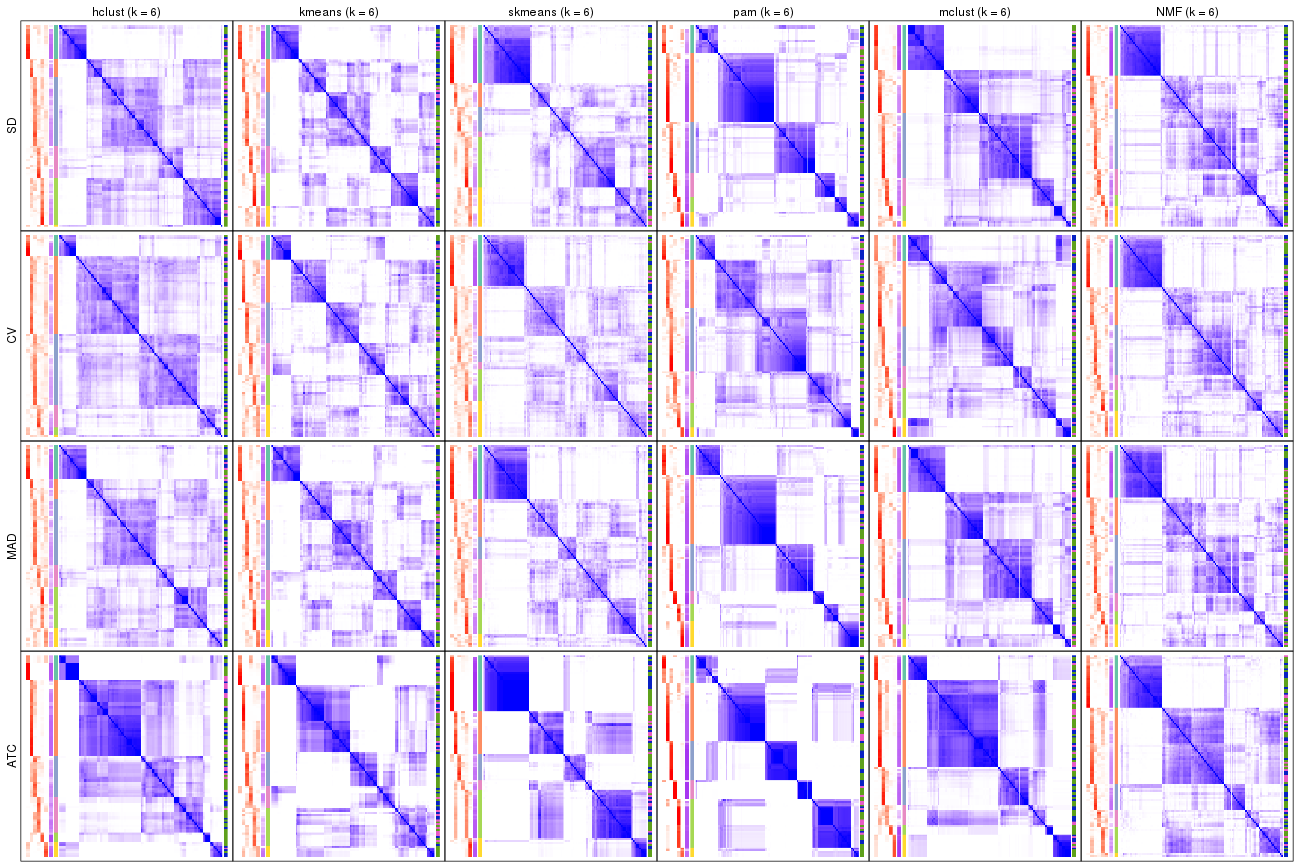 hclust (k = 6) kmeans (k = 6) skmeans (k = 6) pam (k = 6) mclust (k = 6) NMF (k = 6)
SD
CV
MAD
ATC